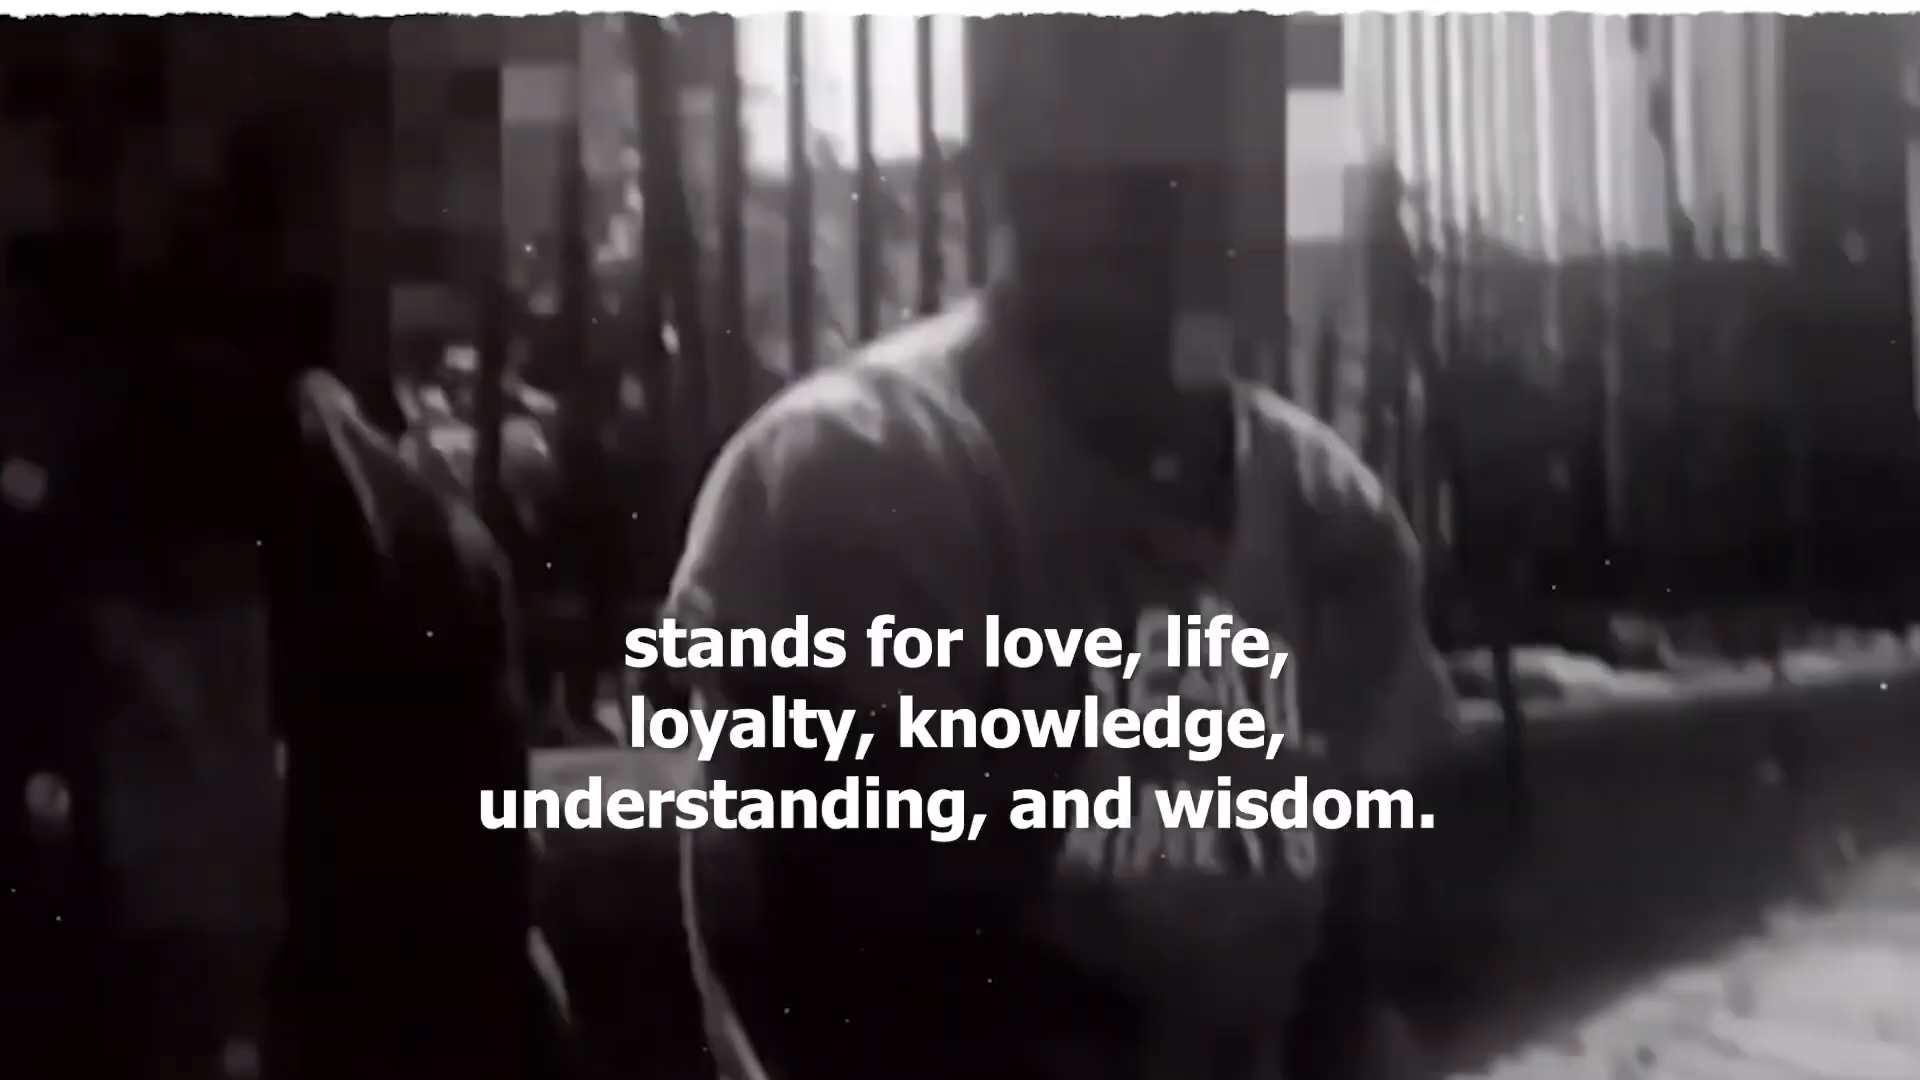 stands for love, life,
loyalty, knowledge,
understanding, and wisdom.